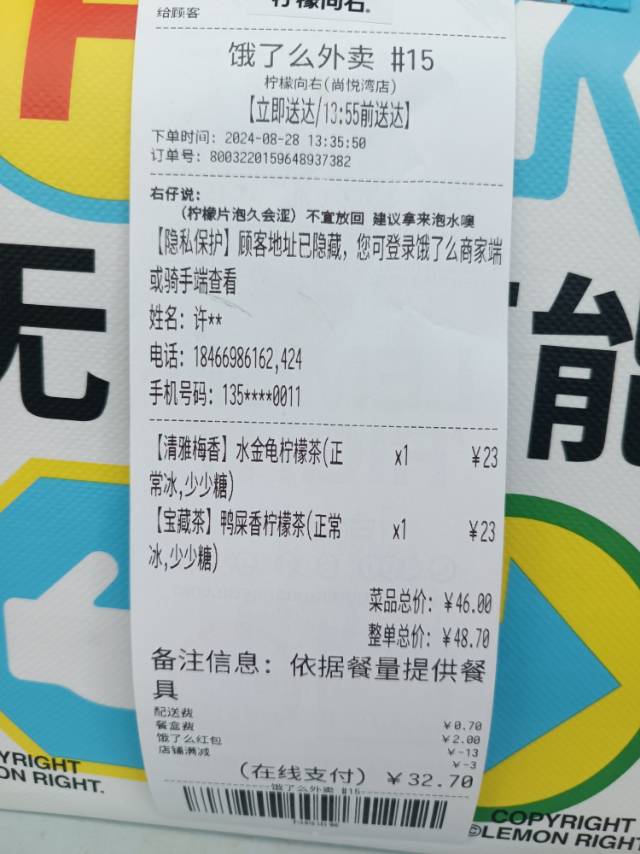 柠檬向右.
给顾客
饿了么外卖 #15
柠檬向右(尚悦湾店)
【立即送达/13:55前送达】
下单时间: 2024-08-28 13:35:50
订单号: 8003220159648937382
右仔说:
(柠檬片泡久会涩) 不宜放回 建议拿来泡水噢
【隐私保护】顾客地址已隐藏, 您可登录饿了么商家端
或骑手端查看
姓名: 许**
电话: 18466986162,424
手机号码: 135****0011
【清雅梅香】水金龟柠檬茶(正 x1 ¥23
常冰,少少糖)
【宝藏茶】鸭屎香柠檬茶(正常 x1 ¥23
冰,少少糖)
菜品总价: ¥46.00
整单总价: ¥48.70
备注信息: 依据餐量提供餐
具
配送费 ¥0.70
餐盒费 ¥2.00
饿了么红包 ¥-13
店铺满减 ¥-3
(在线支付) ¥32.70
饿了么外卖 #15
无
能
YRIGHT
ON RIGHT.
COPYRIGHT
©LEMON RIGHT